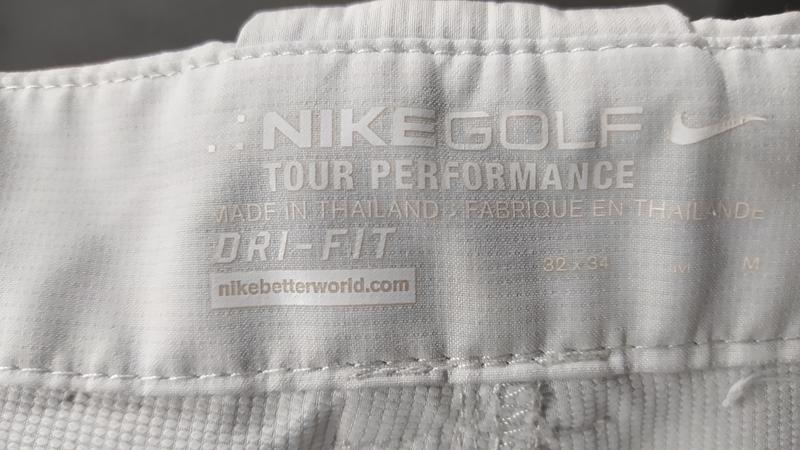 NIKEGOLF
TOUR PERFORMANCE
MADE IN THAILAND . FABRIQUE EN THAILANDE
DRI-FIT
32 x 34 M M
nikebetterworld.com